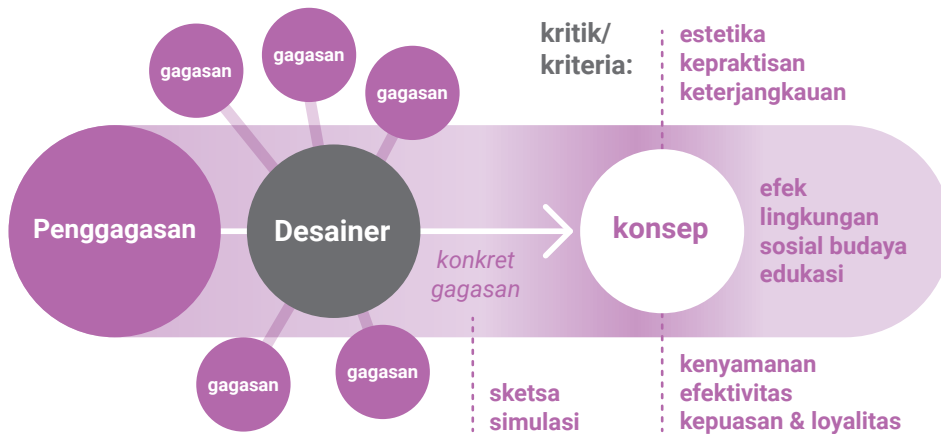 gagasan
gagasan
gagasan
kritik/
kriteria:
estetika
kepraktisan
keterjangkauan
Penggagasan
Desainer
konkret
gagasan
konsep
efek
lingkungan
sosial budaya
edukasi
gagasan
gagasan
sketsa
simulasi
kenyamanan
efektivitas
kepuasan & loyalitas